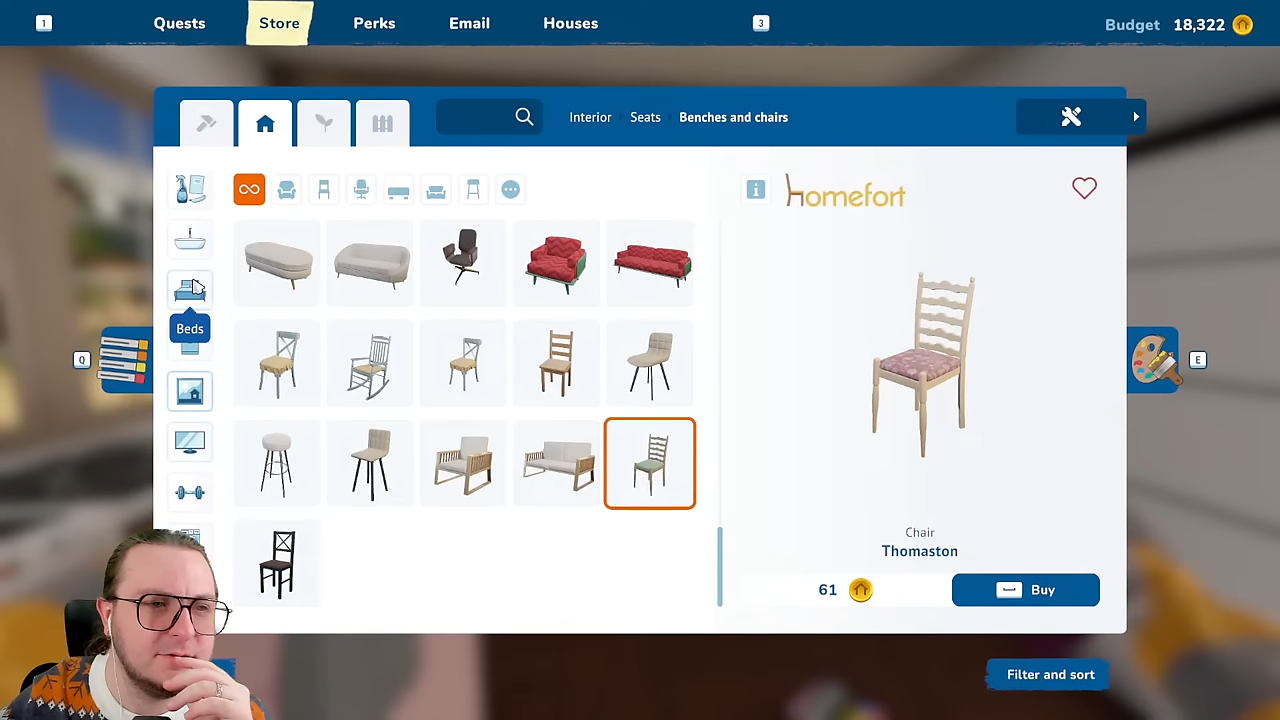 1 Quests Store Perks Email Houses 3 Budget 18,322
Interior Seats Benches and chairs
homefort
Beds
Q
E
Chair
Thomaston
61 Buy
Filter and sort